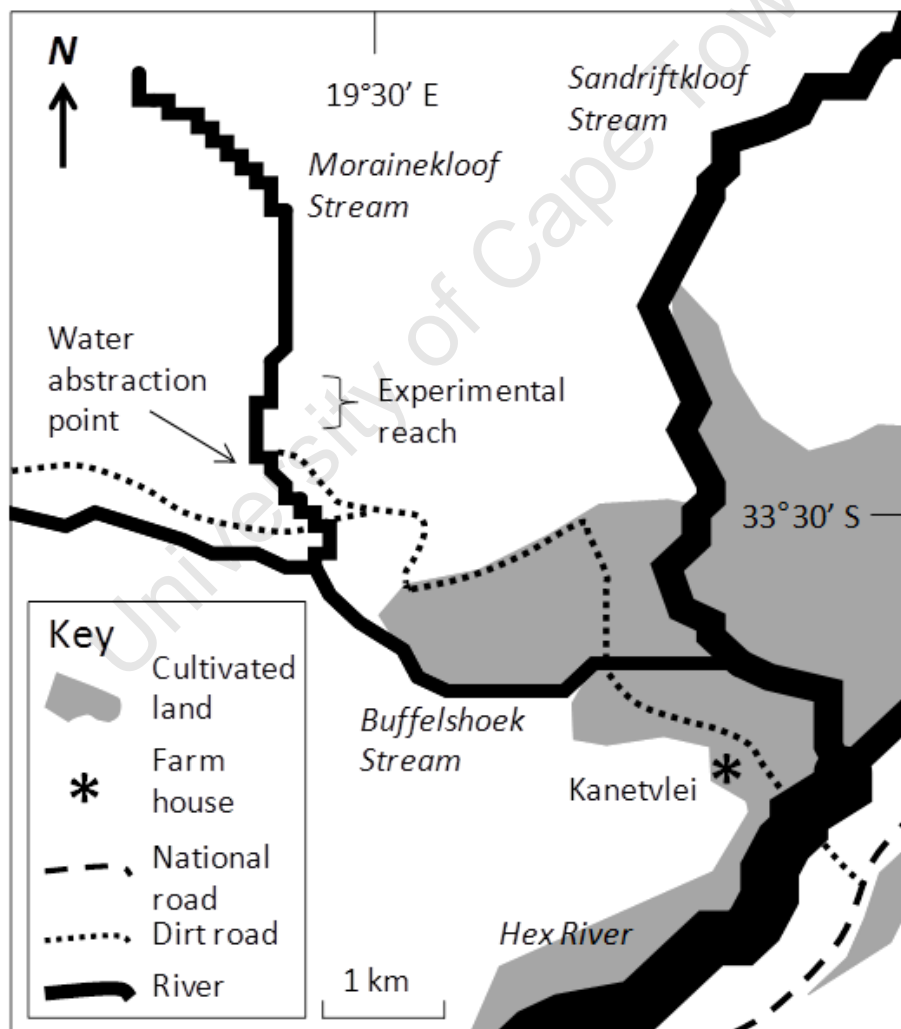 N
19°30’ E
Sandriftkloof
Stream
Morainekloof
Stream
Water
abstraction
point
Experimental
reach
33°30’ S
Key
Cultivated
land
Farm
house
National
road
Dirt road
River
1 km
Buffelshoek
Stream
Kanetvlei
Hex River
University of Cape Town